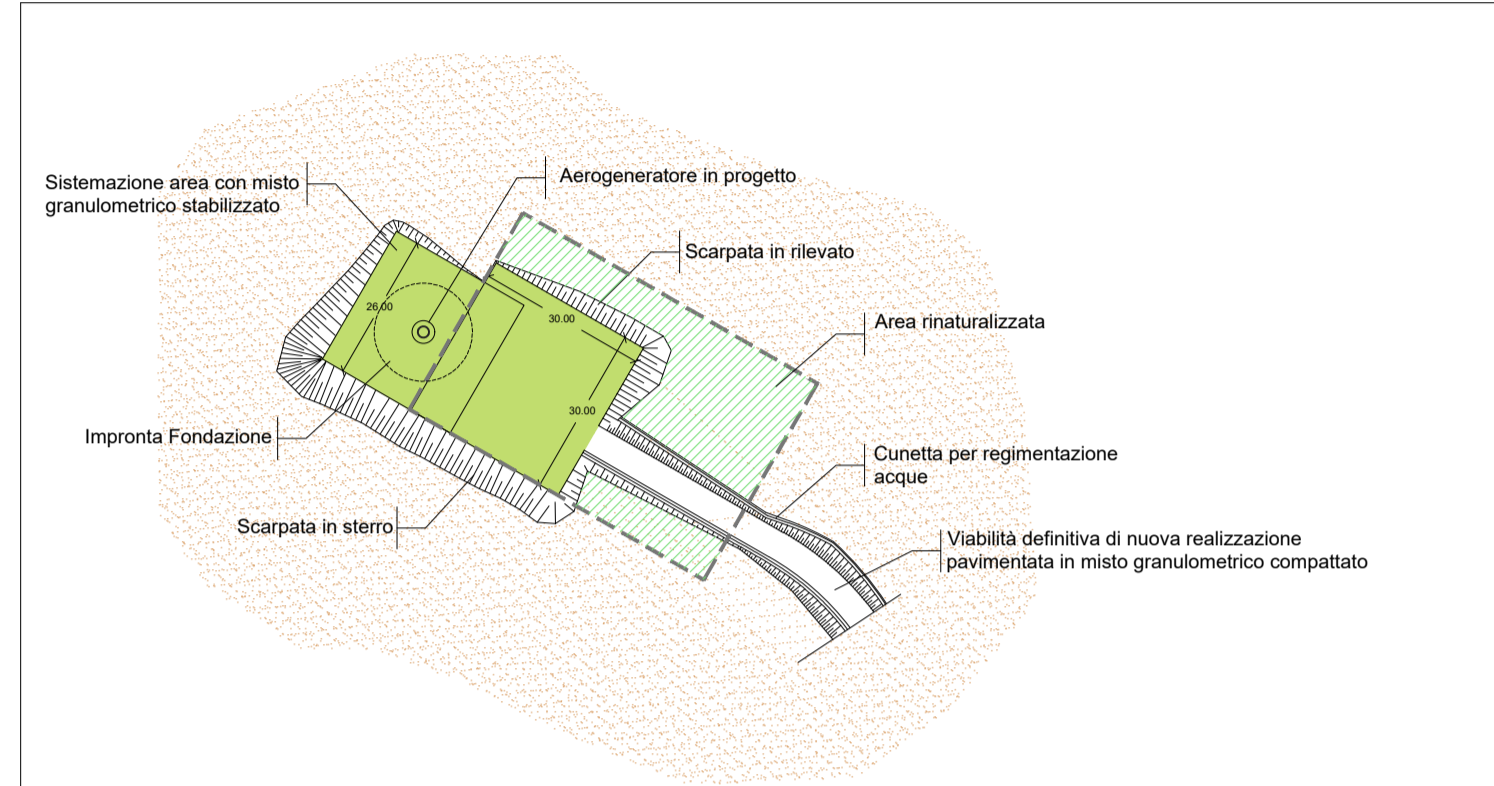 Aerogeneratore in progetto
Sistemazione area con misto
granulometrico stabilizzato
Scarpata in rilevato
26.00
30.00
Area rinaturalizzata
30.00
Impronta Fondazione
Cunetta per regimentazione
acque
Scarpata in sterro
Viabilità definitiva di nuova realizzazione
pavimentata in misto granulometrico compattato